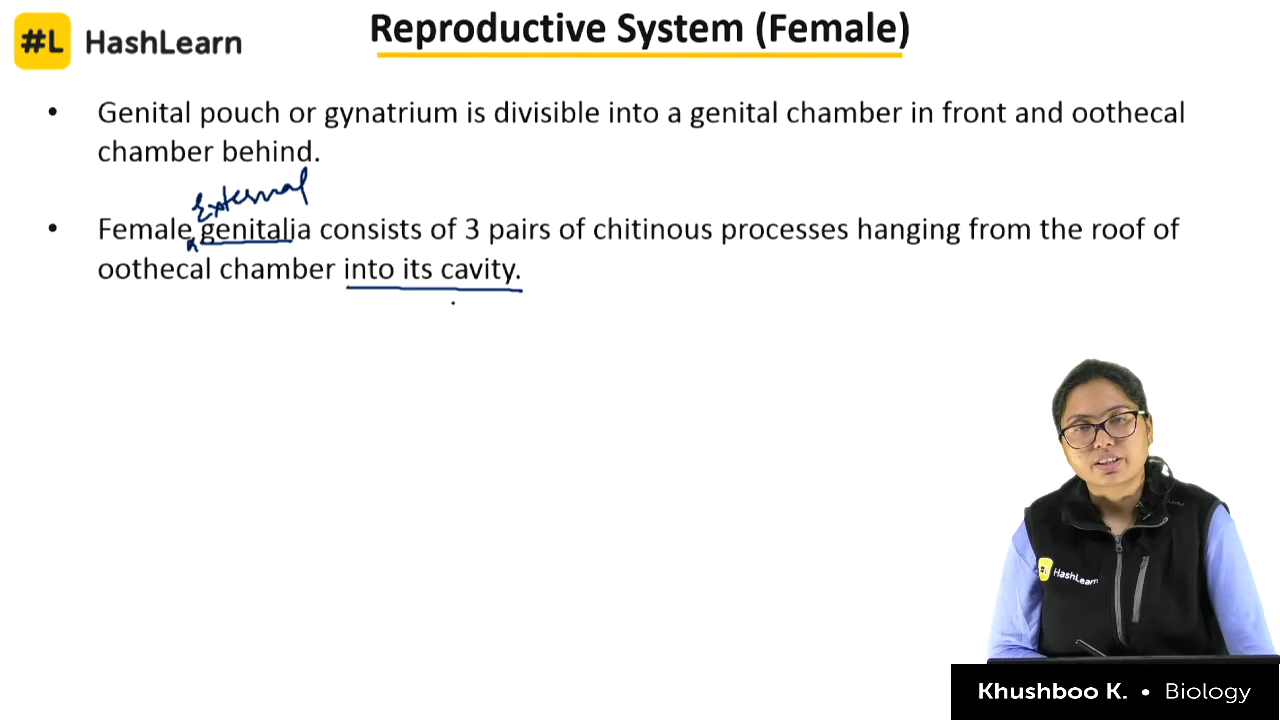 #L HashLearn
Reproductive System (Female)
• Genital pouch or gynatrium is divisible into a genital chamber in front and oothecal
chamber behind.
External
• Female genitalia consists of 3 pairs of chitinous processes hanging from the roof of
oothecal chamber into its cavity.
#L HashLearn
Khushboo K. • Biology